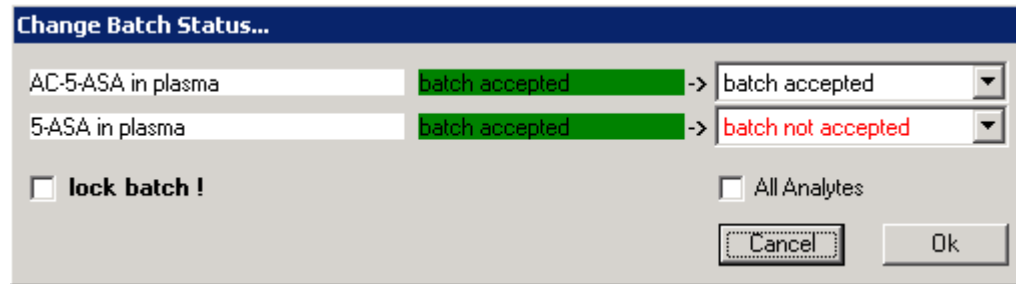 Change Batch Status...
AC-5-ASA in plasma batch accepted -> batch accepted
5-ASA in plasma batch accepted -> batch not accepted
lock batch ! All Analytes
Cancel Ok